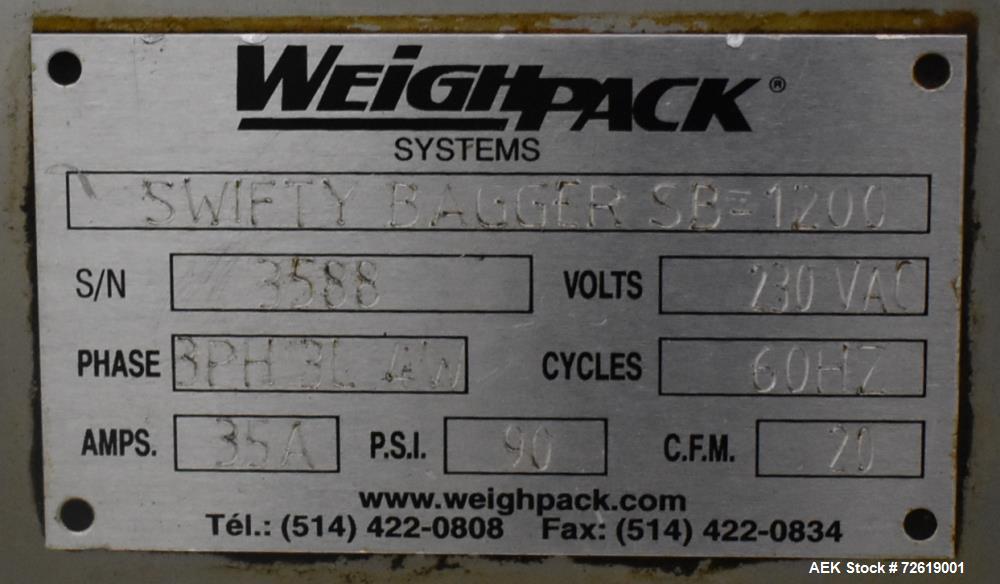 WEiGHPACK®
SYSTEMS
SWIFTY BAGGER SB-1200
S/N 3588 VOLTS 230 VAC
PHASE 3PH 3L 4W CYCLES 60HZ
AMPS. 35A P.S.I. 90 C.F.M. 20
www.weighpack.com
Tél.: (514) 422-0808 Fax: (514) 422-0834
AEK Stock # 72619001